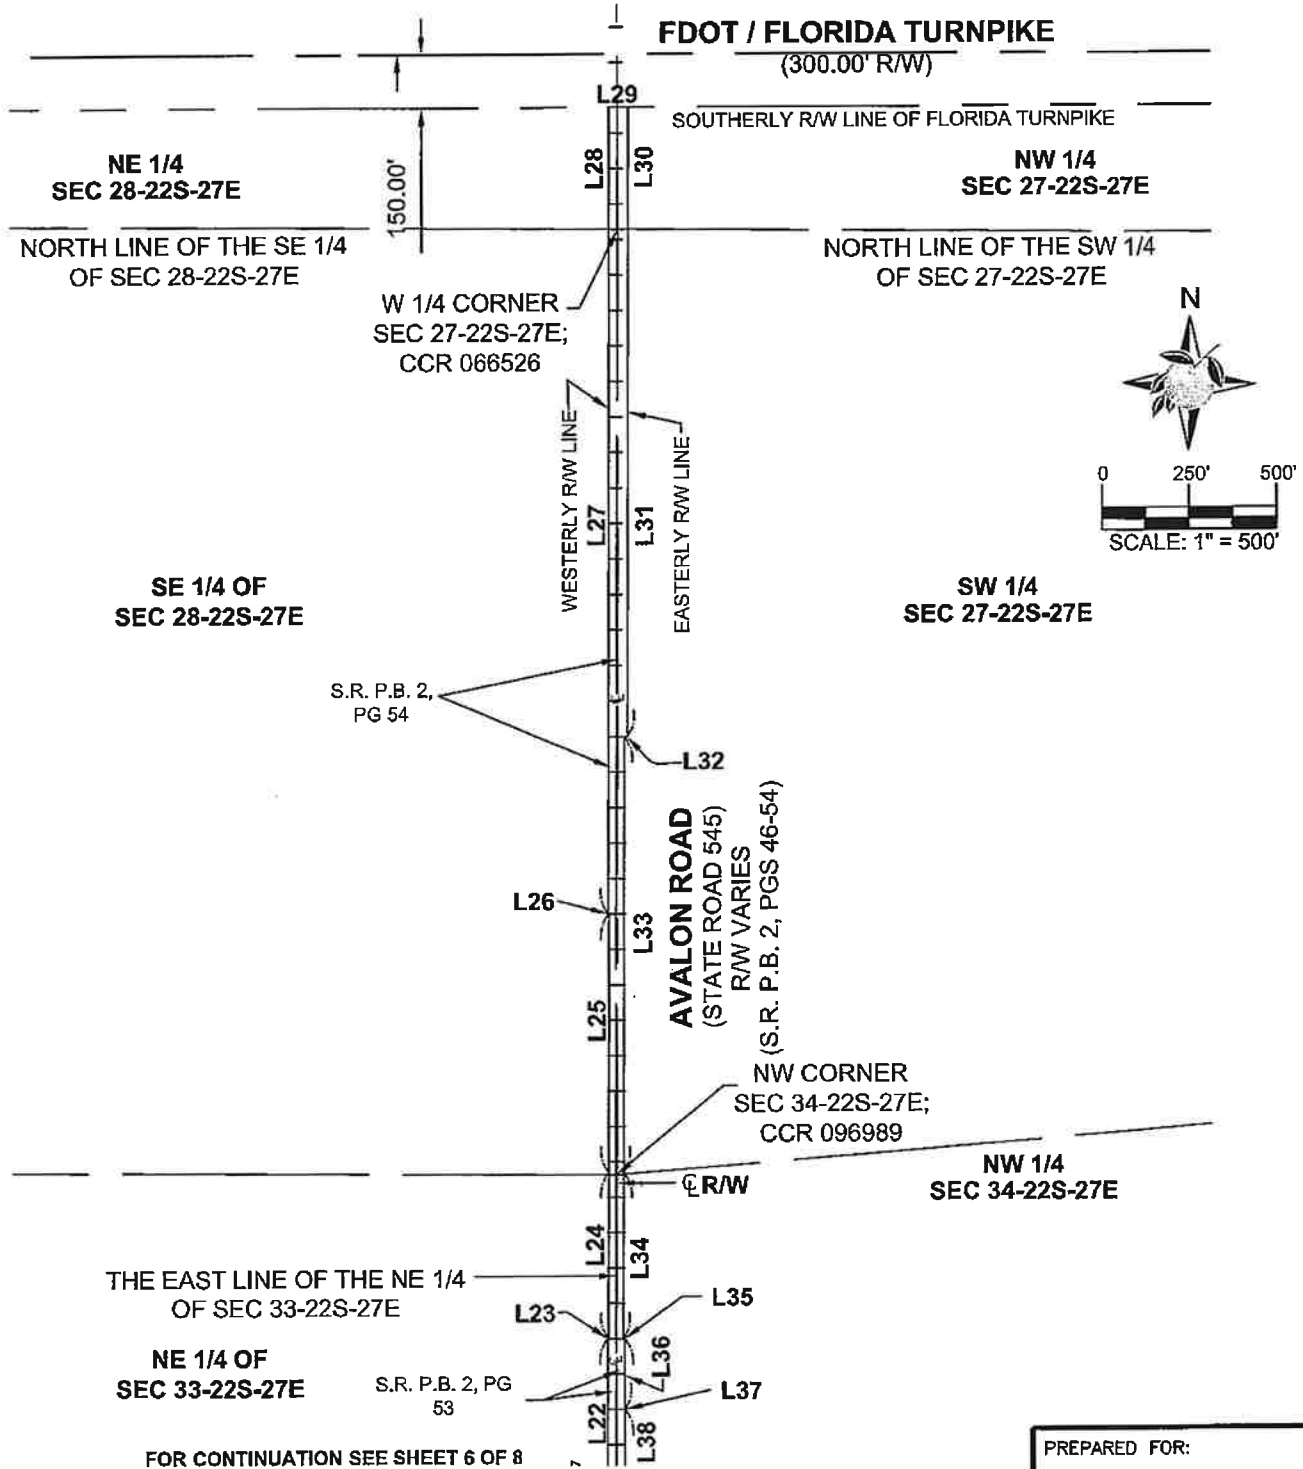 FDOT / FLORIDA TURNPIKE
(300.00' R/W)
L29
SOUTHERLY R/W LINE OF FLORIDA TURNPIKE
NE 1/4
SEC 28-22S-27E
150.00'
L28
L30
NW 1/4
SEC 27-22S-27E
NORTH LINE OF THE SE 1/4
OF SEC 28-22S-27E
NORTH LINE OF THE SW 1/4
OF SEC 27-22S-27E
W 1/4 CORNER
SEC 27-22S-27E;
CCR 066526
N
0 250' 500'
SCALE: 1" = 500'
WESTERLY R/W LINE
L27
L31
EASTERLY R/W LINE
SE 1/4 OF
SEC 28-22S-27E
SW 1/4
SEC 27-22S-27E
S.R. P.B. 2,
PG 54
L32
AVALON ROAD
(STATE ROAD 545)
R/W VARIES
(S.R. P.B. 2, PGS 46-54)
L26
L33
L25
NW CORNER
SEC 34-22S-27E;
CCR 096989
NW 1/4
SEC 34-22S-27E
℄ R/W
L24
L34
THE EAST LINE OF THE NE 1/4
OF SEC 33-22S-27E
L23
L35
NE 1/4 OF
SEC 33-22S-27E
S.R. P.B. 2, PG
53
L36
L37
L22
L38
FOR CONTINUATION SEE SHEET 6 OF 8
PREPARED FOR: